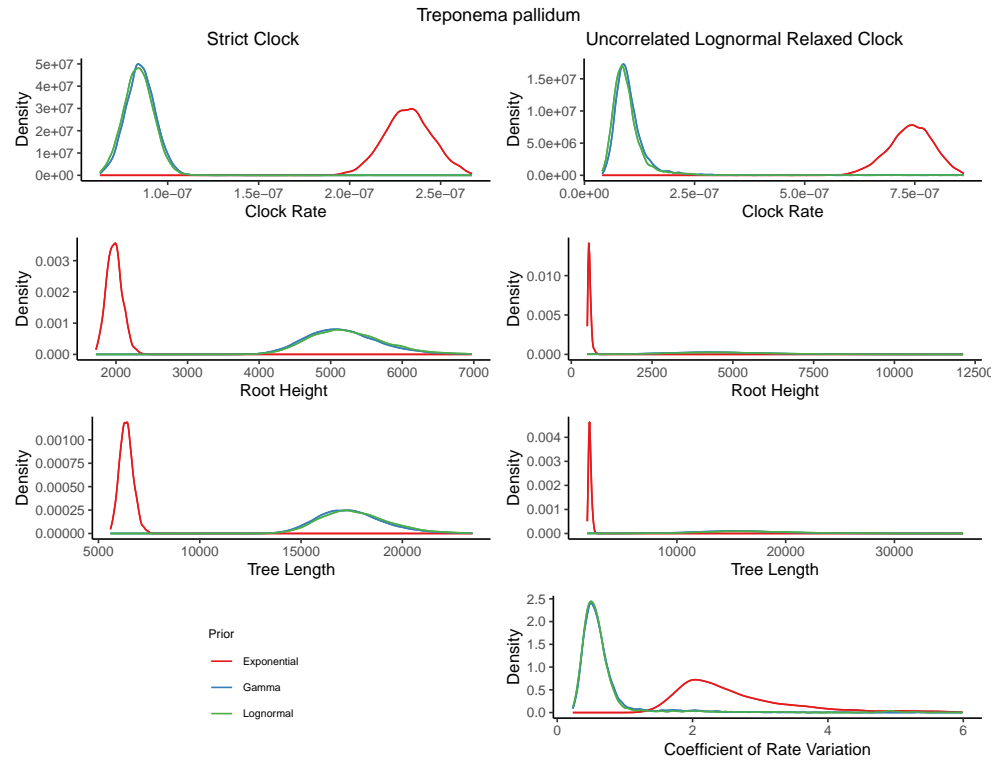 Treponema pallidum
Strict Clock
Uncorrelated Lognormal Relaxed Clock
Density
5e+07
4e+07
3e+07
2e+07
1e+07
0e+00
1.0e−07
1.5e−07
2.0e−07
2.5e−07
Clock Rate
Density
1.5e+07
1.0e+07
5.0e+06
0.0e+00
0.0e+00
2.5e−07
5.0e−07
7.5e−07
Clock Rate
Density
0.003
0.002
0.001
0.000
2000
3000
4000
5000
6000
7000
Root Height
Density
0.010
0.005
0.000
0
2500
5000
7500
10000
12500
Root Height
Density
0.00100
0.00075
0.00050
0.00025
0.00000
5000
10000
15000
20000
Tree Length
Density
0.004
0.003
0.002
0.001
0.000
10000
20000
30000
Tree Length
Prior
Exponential
Gamma
Lognormal
Density
2.5
2.0
1.5
1.0
0.5
0.0
0
2
4
6
Coefficient of Rate Variation